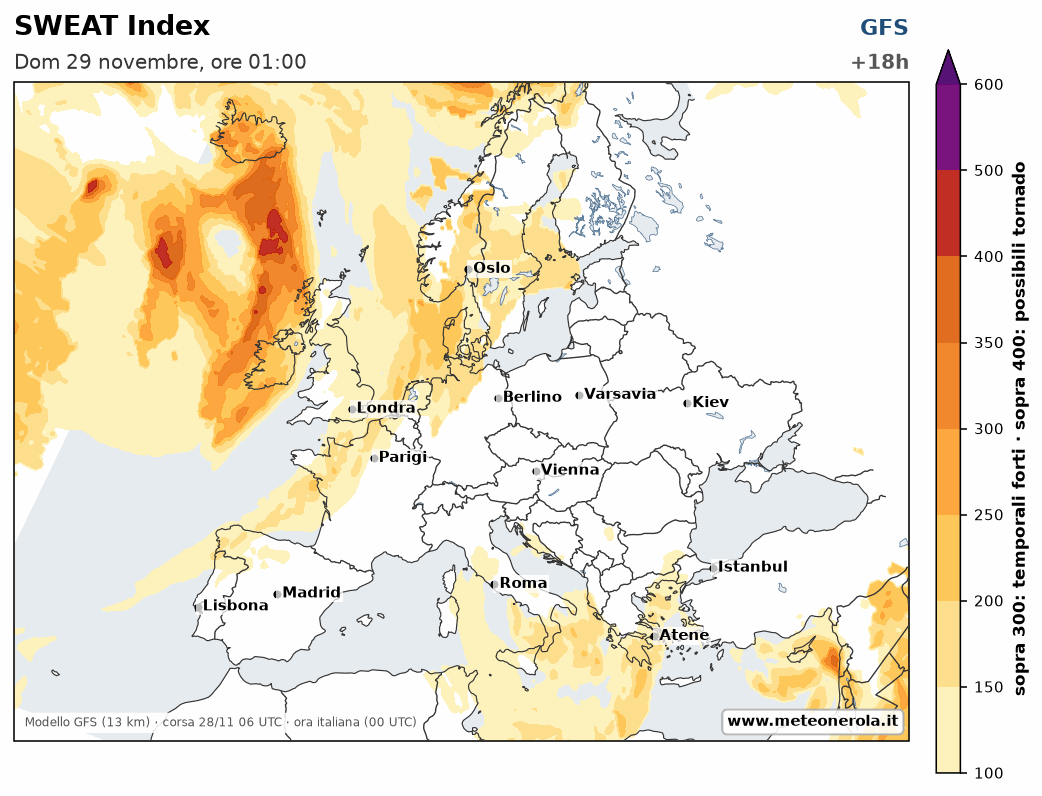 SWEAT Index
GFS
Dom 29 novembre, ore 01:00
+18h
600
500
400
350
300
250
200
150
100
sopra 300: temporali forti · sopra 400: possibili tornado
Oslo
Londra
Berlino
Varsavia
Kiev
Parigi
Vienna
Istanbul
Roma
Madrid
Lisbona
Atene
Modello GFS (13 km) · corsa 28/11 06 UTC · ora italiana (00 UTC)
www.meteonerola.it